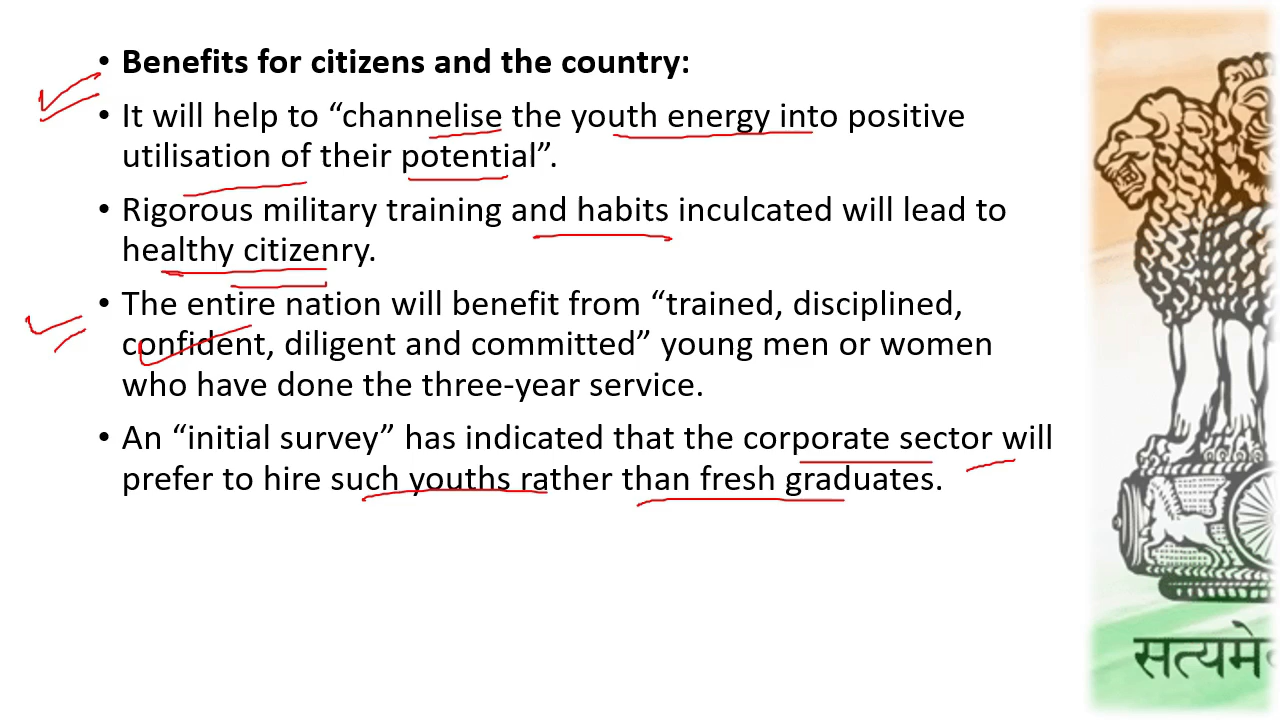 • Benefits for citizens and the country:
• It will help to “channelise the youth energy into positive
utilisation of their potential”.
• Rigorous military training and habits inculcated will lead to
healthy citizenry.
• The entire nation will benefit from “trained, disciplined,
confident, diligent and committed” young men or women
who have done the three-year service.
• An “initial survey” has indicated that the corporate sector will
prefer to hire such youths rather than fresh graduates.
सत्यमे